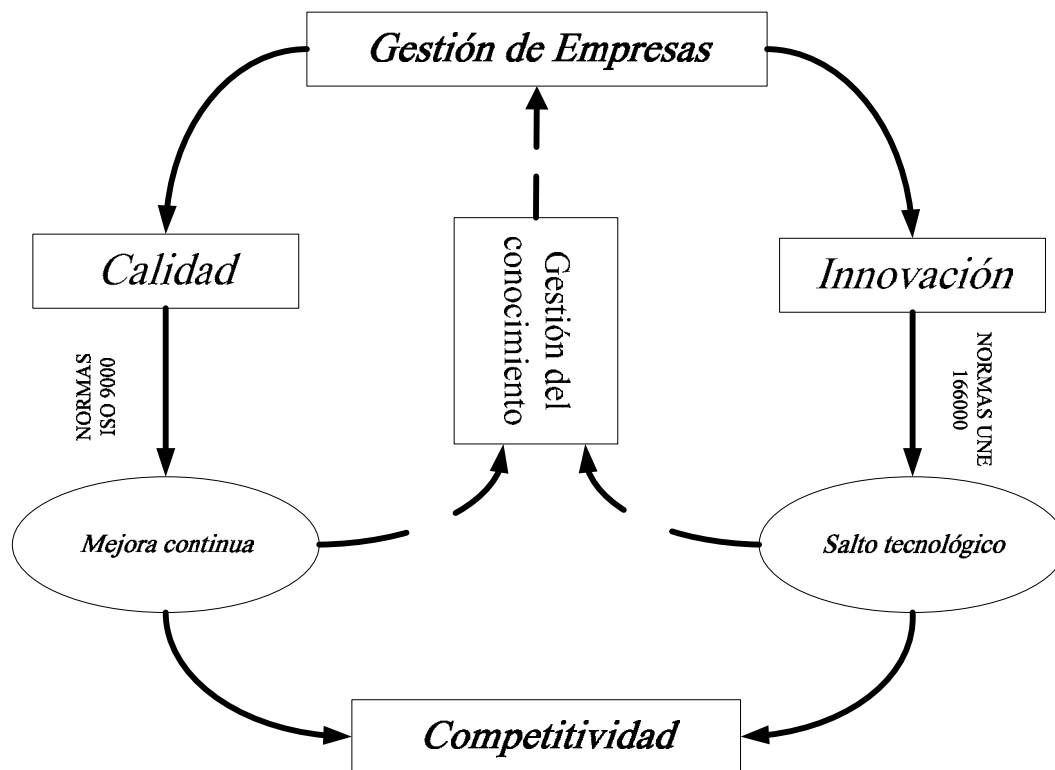 Gestión de Empresas
Calidad
Gestión del
conocimiento
Innovación
NORMAS
ISO 9000
NORMAS UNE
166000
Mejora continua
Salto tecnológico
Competitividad